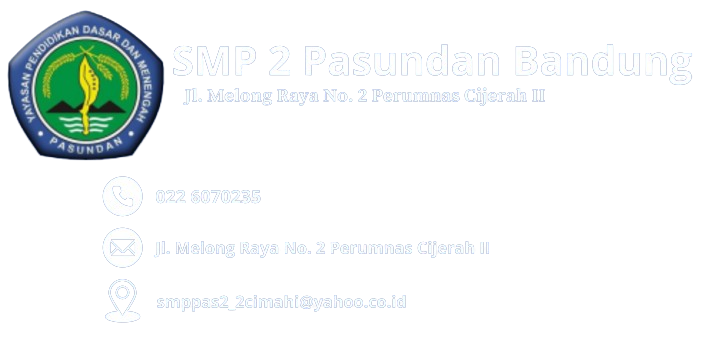 YAYASAN PENDIDIKAN DASAR DAN MENENGAH
PASUNDAN
SMP 2 Pasundan Bandung
Jl. Melong Raya No. 2 Perumnas Cijerah II
022 6070235
Jl. Melong Raya No. 2 Perumnas Cijerah II
smppas2_2cimahi@yahoo.co.id